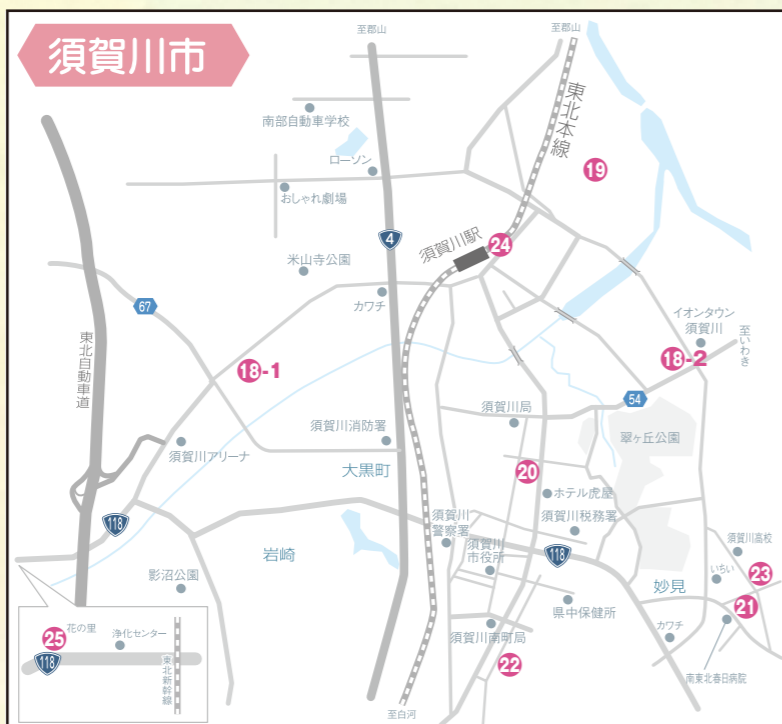 須賀川市
至郡山
至郡山
南部自動車学校
東北本線
ローソン
19
おしゃれ劇場
4
須賀川駅
24
米山寺公園
カワチ
67
イオンタウン
須賀川
至いわき
東北自動車道
18-1
18-2
54
須賀川局
須賀川消防署
翠ヶ丘公園
須賀川アリーナ
大黒町
20
ホテル虎屋
118
須賀川
警察署
須賀川税務署
須賀川高校
岩崎
須賀川
市役所
118
いちい
23
影沼公園
妙見
県中保健所
21
花の里
浄化センター
25
118
東北新幹線
須賀川南町局
カワチ
22
南東北春日病院
至白河